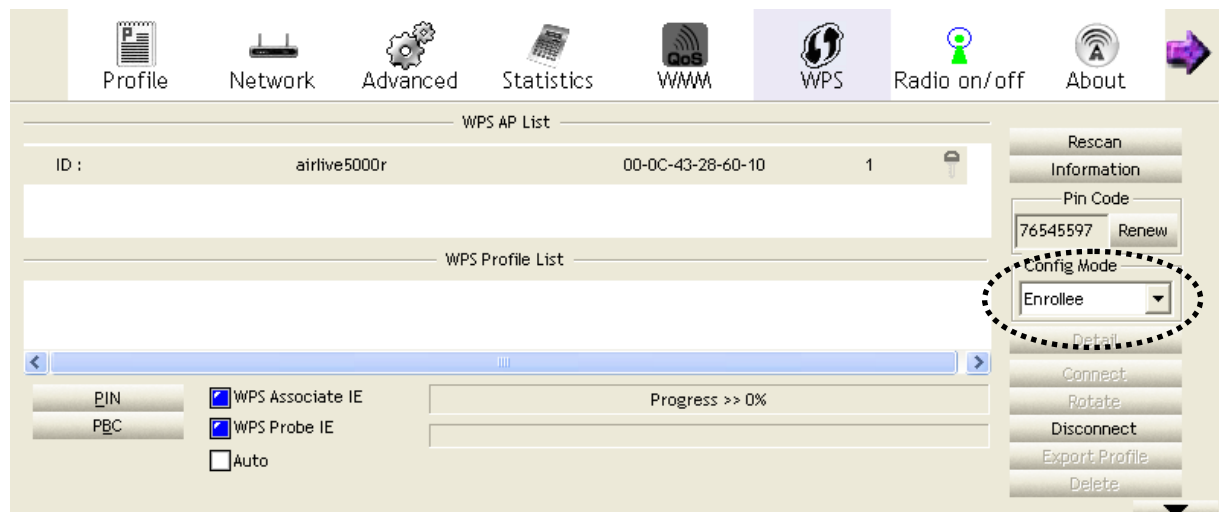 Profile
Network
Advanced
QoS
Statistics
WMM
WPS
Radio on/off
About
WPS AP List
ID :   airlive5000r   00-0C-43-28-60-10   1
WPS Profile List
Rescan
Information
Pin Code
76545597 Renew
Config Mode
Enrollee
Detail
Connect
Rotate
Disconnect
Export Profile
Delete
PIN
PBC
WPS Associate IE
WPS Probe IE
Auto
Progress >> 0%